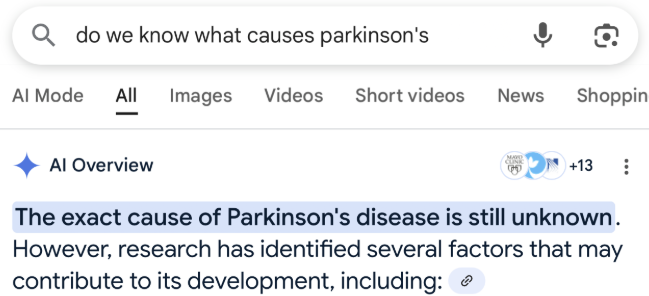 do we know what causes parkinson's
AI Mode All Images Videos Short videos News Shoppin
AI Overview +13
The exact cause of Parkinson's disease is still unknown.
However, research has identified several factors that may
contribute to its development, including: